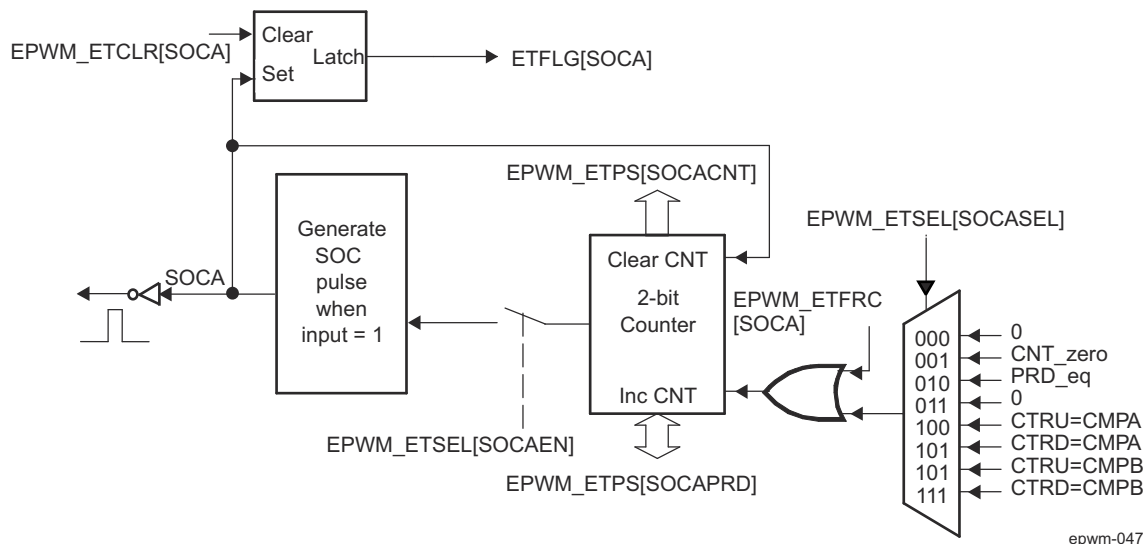 EPWM_ETCLR[SOCA]
Clear
Latch
Set
ETFLG[SOCA]
EPWM_ETPS[SOCACNT]
EPWM_ETSEL[SOCASEL]
Generate
SOC
pulse
when
input = 1
SOCA
Clear CNT
2-bit
Counter
Inc CNT
EPWM_ETFRC
[SOCA]
000
001
010
011
100
101
101
111
0
CNT_zero
PRD_eq
0
CTRU=CMPA
CTRD=CMPA
CTRU=CMPB
CTRD=CMPB
EPWM_ETSEL[SOCAEN]
EPWM_ETPS[SOCAPRD]
epwm-047